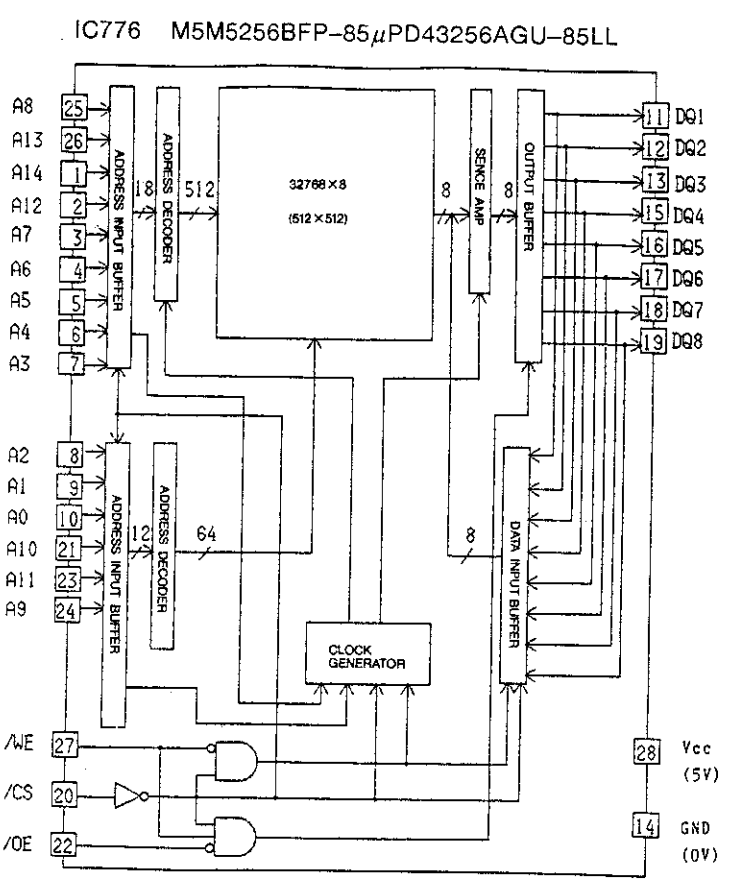 IC776 M5M5256BFP-85μPD43256AGU-85LL
A8 25
A13 26
A14 1
A12 2
A7 3
A6 4
A5 5
A4 6
A3 7
ADDRESS INPUT BUFFER
18
ADDRESS DECODER
512
32768×8
(512×512)
8
SENCE AMP
8
OUTPUT BUFFER
11 DQ1
12 DQ2
13 DQ3
15 DQ4
16 DQ5
17 DQ6
18 DQ7
19 DQ8
A2 8
A1 9
A0 10
A10 21
A11 23
A9 24
ADDRESS INPUT BUFFER
12
ADDRESS DECODER
64
8
DATA INPUT BUFFER
CLOCK
GENERATOR
/WE 27
/CS 20
/OE 22
28 Vcc
(5V)
14 GND
(0V)